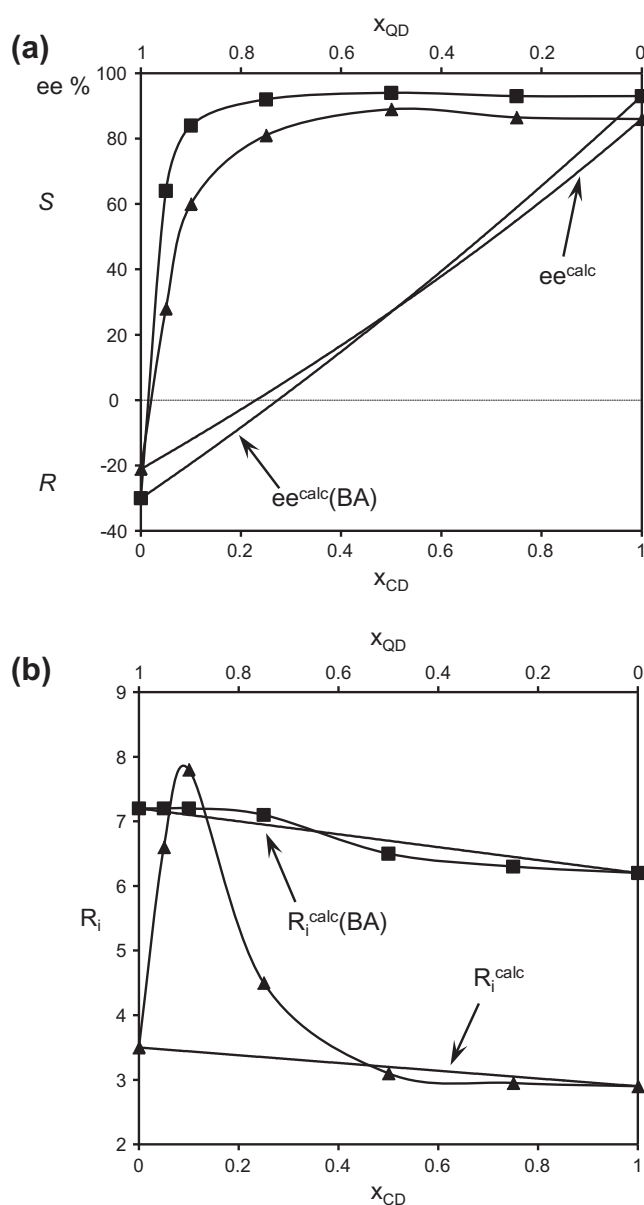 (a)
x_QD
1 0.8 0.6 0.4 0.2 0
ee %
100
80
60
S
40
20
0
-20
R
-40
ee^calc
ee^calc(BA)
0 0.2 0.4 0.6 0.8 1
x_CD
(b)
x_QD
1 0.8 0.6 0.4 0.2 0
9
8
7
6
R_i
5
4
3
2
R_i^calc(BA)
R_i^calc
0 0.2 0.4 0.6 0.8 1
x_CD